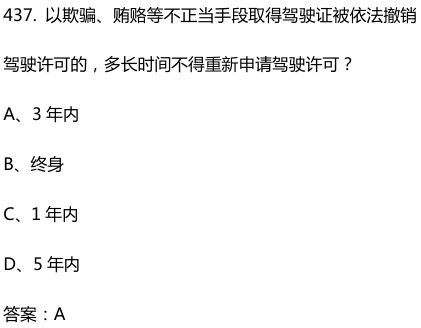 437. 以欺骗、贿赂等不正当手段取得驾驶证被依法撤销
驾驶许可的，多长时间不得重新申请驾驶许可？
A、3 年内
B、终身
C、1 年内
D、5 年内
答案：A